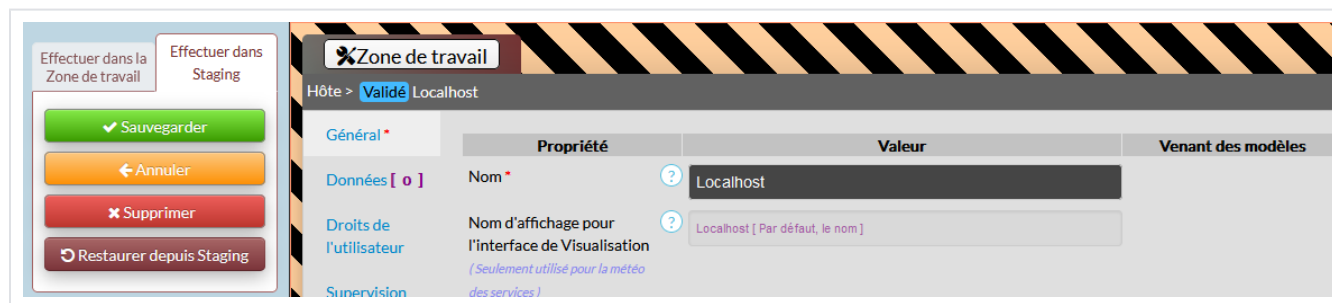 Effectuer dans la
Zone de travail
Effectuer dans
Staging
Sauvegarder
Annuler
Supprimer
Restaurer depuis Staging
Zone de travail
Hôte > Validé Localhost
Général *
Données [ o ]
Droits de
l'utilisateur
Supervision
Propriété Valeur Venant des modèles
Nom * ? Localhost
Nom d'affichage pour
l'interface de Visualisation
( Seulement utilisé pour la météo
des services )
? Localhost [ Par défaut, le nom ]